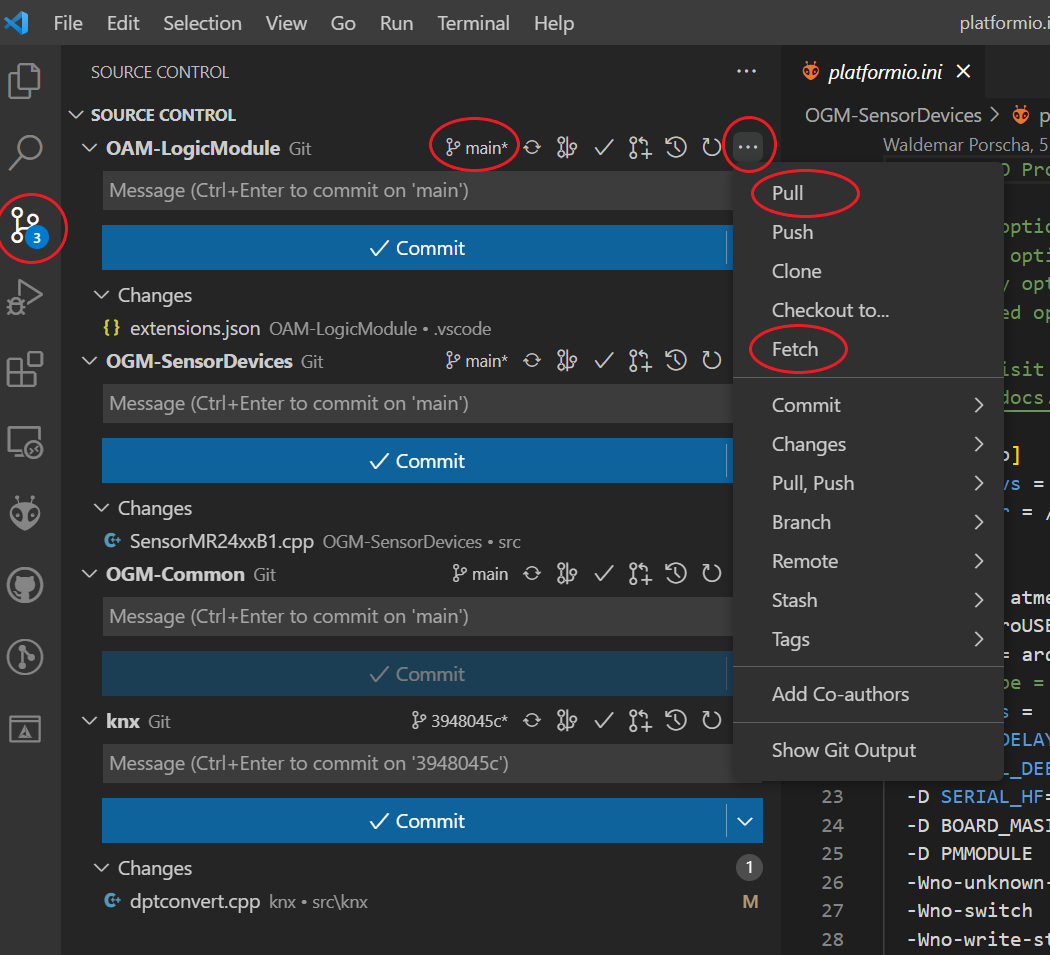 File Edit Selection View Go Run Terminal Help platformio.i
SOURCE CONTROL
platformio.ini
SOURCE CONTROL
OGM-SensorDevices
OAM-LogicModule Git main*
Waldemar Porscha, 5
Message (Ctrl+Enter to commit on 'main')
Commit
Changes
extensions.json OAM-LogicModule • .vscode
OGM-SensorDevices Git main*
Message (Ctrl+Enter to commit on 'main')
Commit
Changes
SensorMR24xxB1.cpp OGM-SensorDevices • src
OGM-Common Git main
Message (Ctrl+Enter to commit on 'main')
Commit
knx Git 3948045c*
Message (Ctrl+Enter to commit on '3948045c')
Commit
Changes 1
dptconvert.cpp knx • src\knx M
3
Pull
Push
Clone
Checkout to...
Fetch
Commit
Changes
Pull, Push
Branch
Remote
Stash
Tags
Add Co-authors
Show Git Output
23 -D SERIAL_HF=
24 -D BOARD_MASI
25 -D PMMODULE
26 -Wno-unknown-
27 -Wno-switch
28 -Wno-write-st